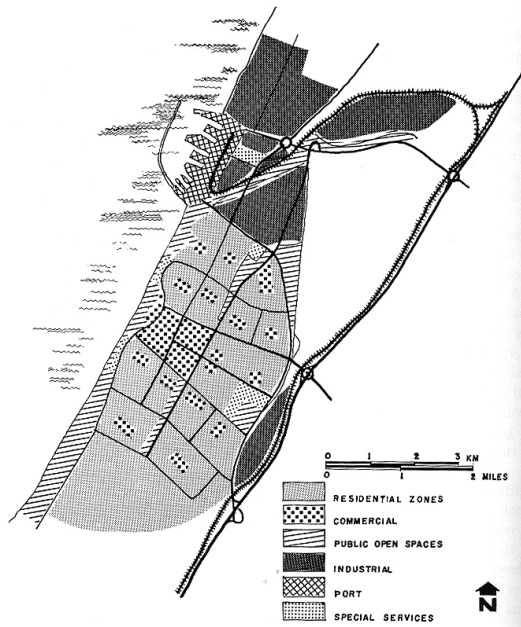 0 1 2 3 KM
0 1 2 MILES
RESIDENTIAL ZONES
COMMERCIAL
PUBLIC OPEN SPACES
INDUSTRIAL
PORT
SPECIAL SERVICES
N